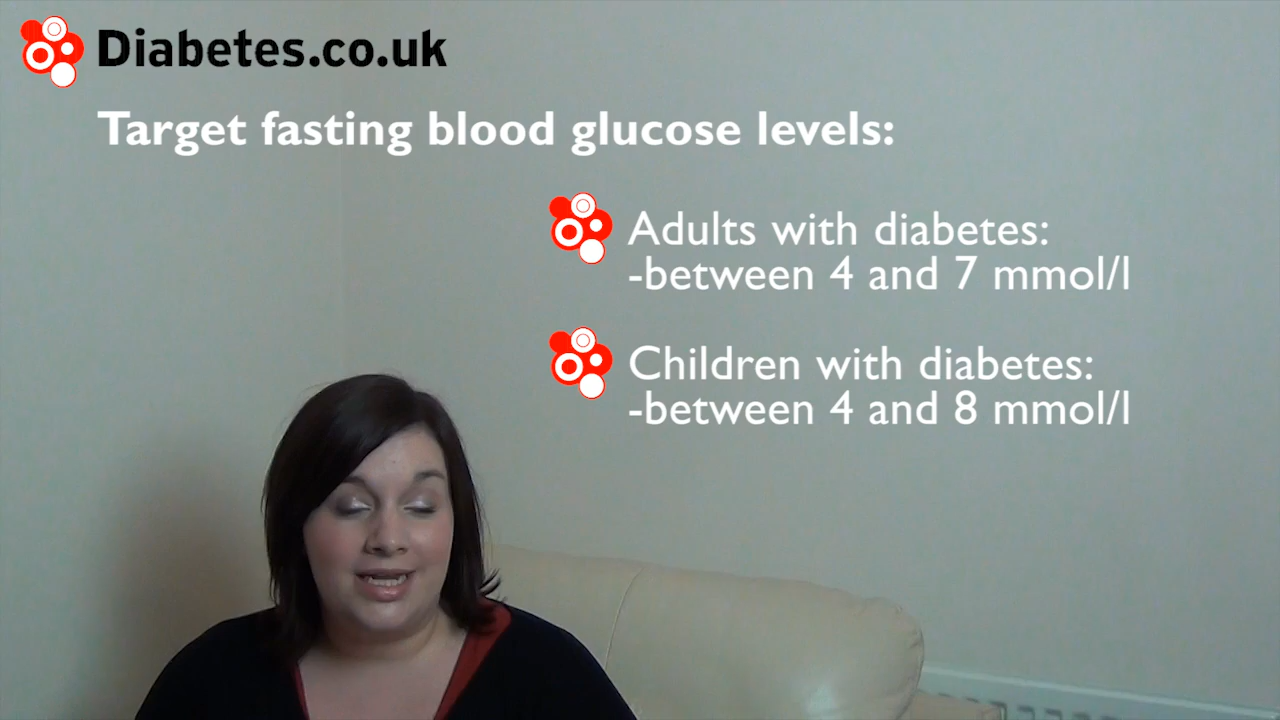 Diabetes.co.uk
Target fasting blood glucose levels:
Adults with diabetes:
-between 4 and 7 mmol/l
Children with diabetes:
-between 4 and 8 mmol/l